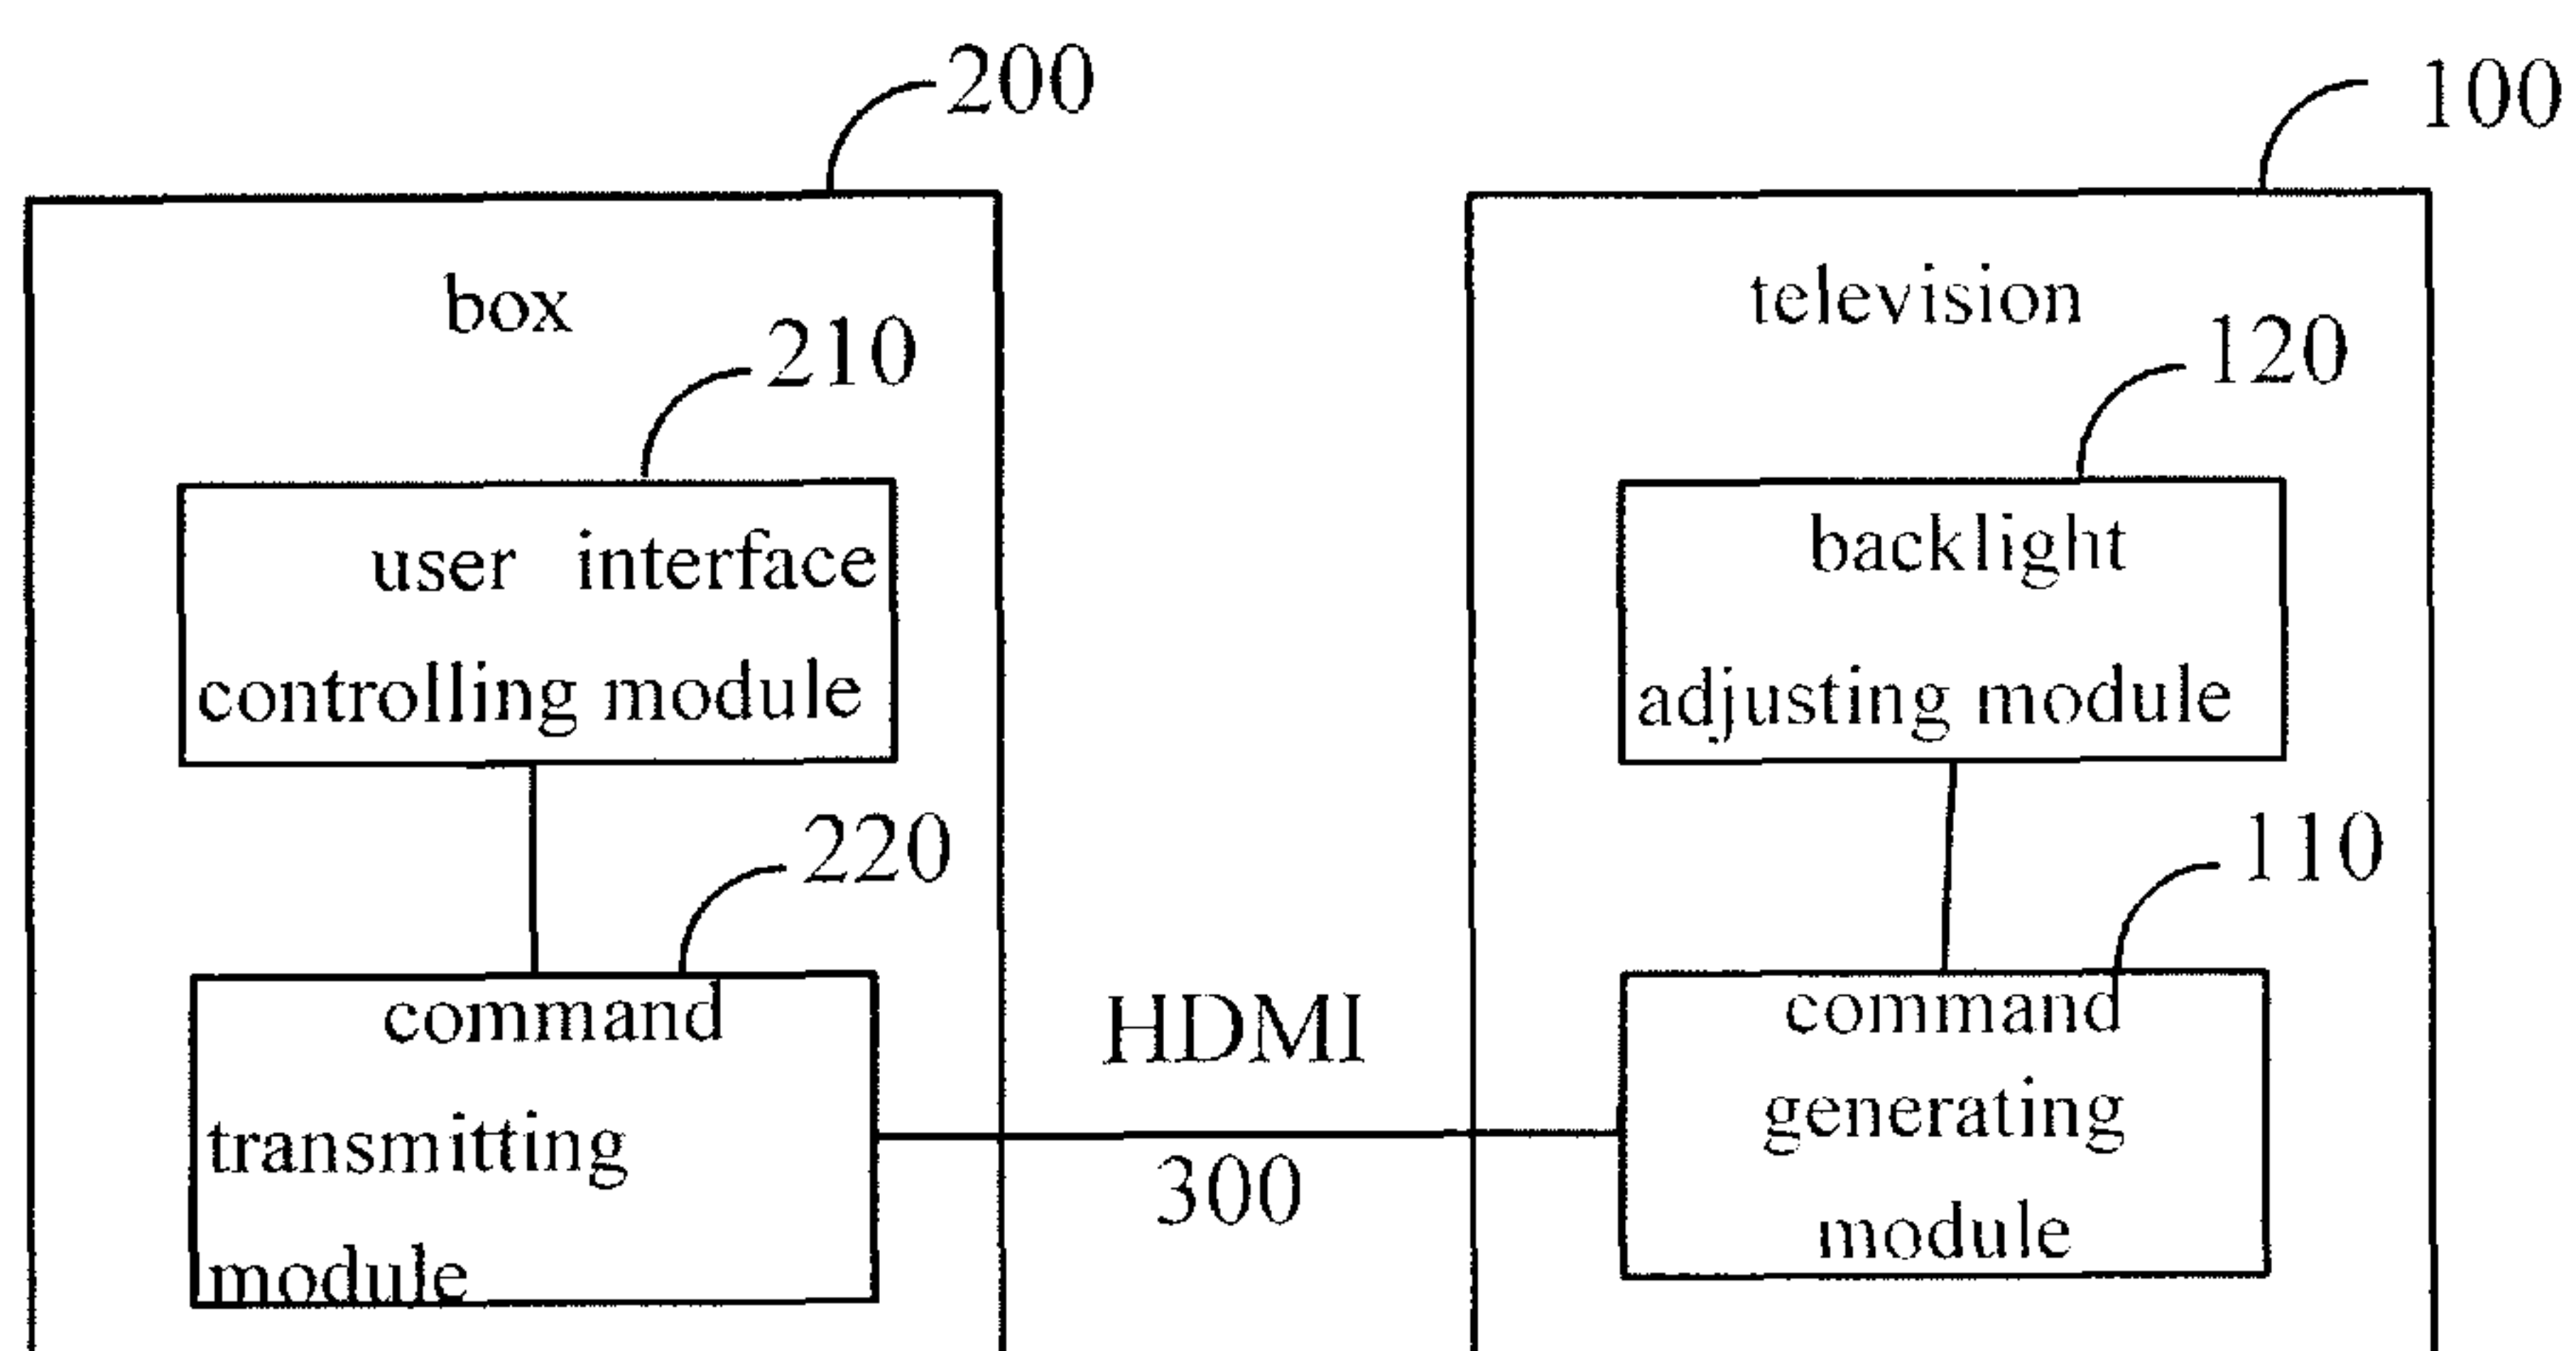 200
100
box
television
210
120
user interface
controlling module
backlight
adjusting module
220
110
command
transmitting
module
HDMI
300
command
generating
module